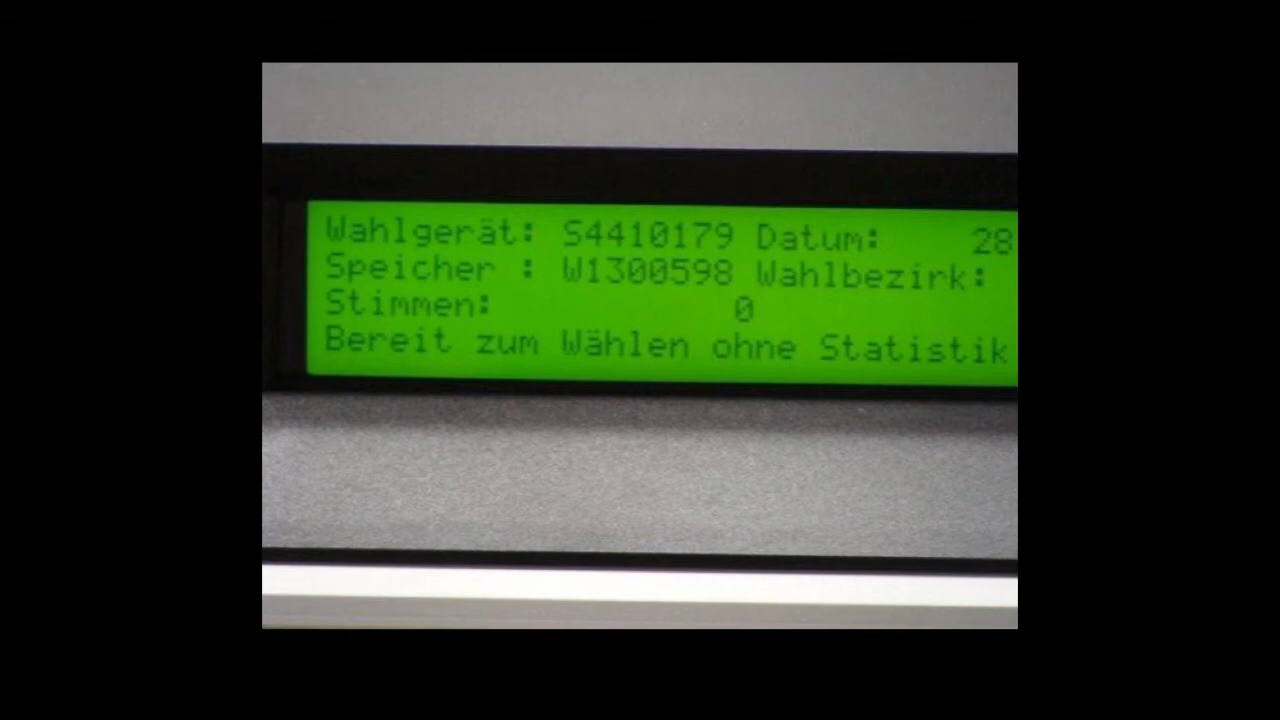 Wahlgerät: S4410179 Datum: 28
Speicher : W1300598 Wahlbezirk:
Stimmen: 0
Bereit zum Wählen ohne Statistik